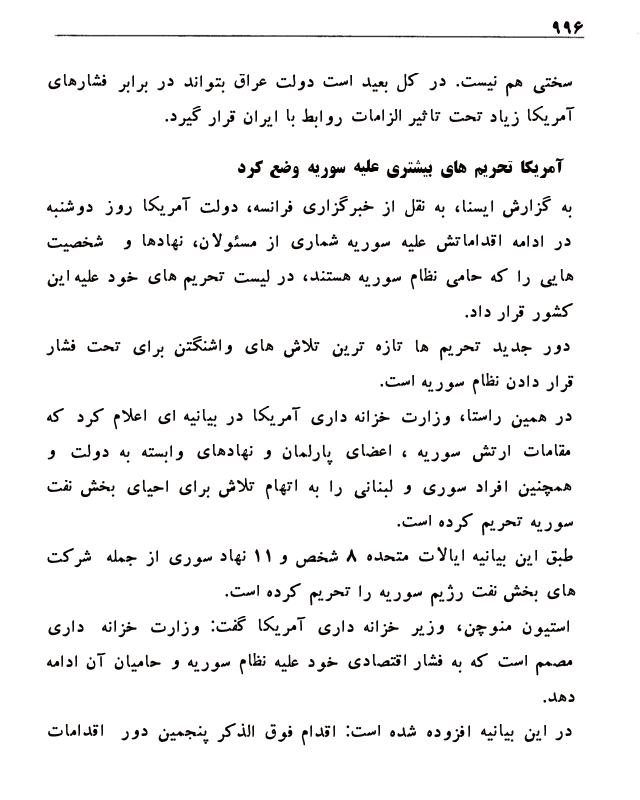 ۹۹۶
سختی هم نیست. در کل بعید است دولت عراق بتواند در برابر فشارهای
آمریکا زیاد تحت تاثیر الزامات روابط با ایران قرار گیرد.
آمریکا تحریم های بیشتری علیه سوریه وضع کرد
به گزارش ایسنا، به نقل از خبرگزاری فرانسه، دولت آمریکا روز دوشنبه
در ادامه اقداماتش علیه سوریه شماری از مسئولان، نهادها و شخصیت
هایی را که حامی نظام سوریه هستند، در لیست تحریم های خود علیه این
کشور قرار داد.
دور جدید تحریم ها تازه ترین تلاش های واشنگتن برای تحت فشار
قرار دادن نظام سوریه است.
در همین راستا، وزارت خزانه داری آمریکا در بیانیه ای اعلام کرد که
مقامات ارتش سوریه ، اعضای پارلمان و نهادهای وابسته به دولت و
همچنین افراد سوری و لبنانی را به اتهام تلاش برای احیای بخش نفت
سوریه تحریم کرده است.
طبق این بیانیه ایالات متحده ۸ شخص و ۱۱ نهاد سوری از جمله شرکت
های بخش نفت رژیم سوریه را تحریم کرده است.
استیون منوچن، وزیر خزانه داری آمریکا گفت: وزارت خزانه داری
مصمم است که به فشار اقتصادی خود علیه نظام سوریه و حامیان آن ادامه
دهد.
در این بیانیه افزوده شده است: اقدام فوق الذکر پنجمین دور اقدامات